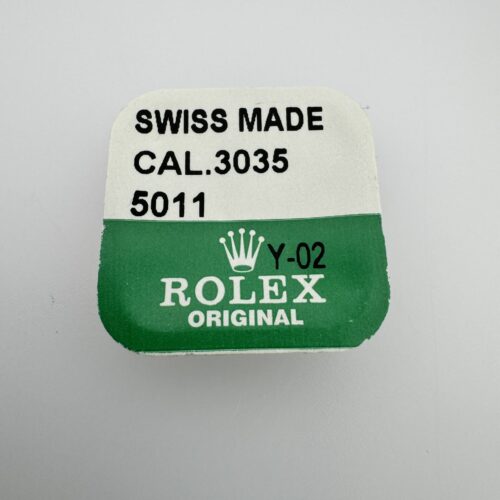 SWISS MADE
CAL.3035
5011
Y-02
ROLEX
ORIGINAL